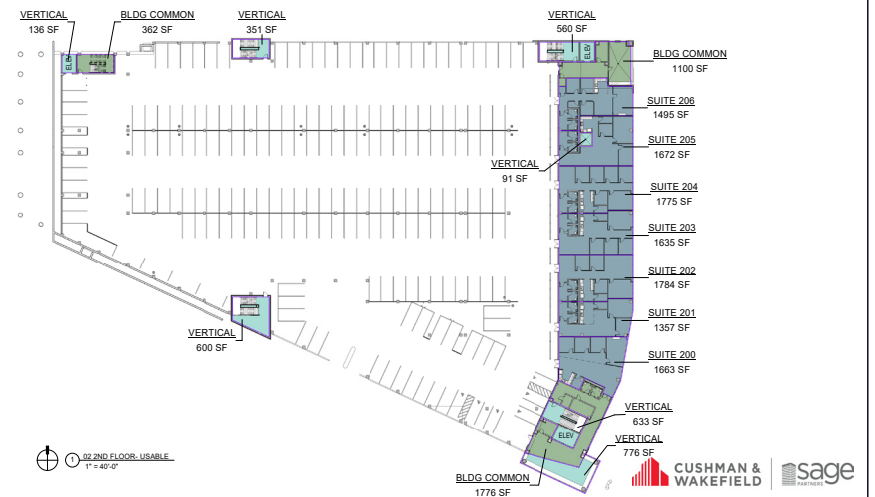 VERTICAL
136 SF
BLDG COMMON
362 SF
VERTICAL
351 SF
VERTICAL
560 SF
ELEV
ELEV
BLDG COMMON
1100 SF
SUITE 206
1495 SF
SUITE 205
1672 SF
VERTICAL
91 SF
SUITE 204
1775 SF
SUITE 203
1635 SF
SUITE 202
1784 SF
SUITE 201
1357 SF
VERTICAL
600 SF
SUITE 200
1663 SF
VERTICAL
633 SF
ELEV
VERTICAL
776 SF
BLDG COMMON
1776 SF
1
02 2ND FLOOR- USABLE
1" = 40'-0"
CUSHMAN &
WAKEFIELD
sage
PARTNERS